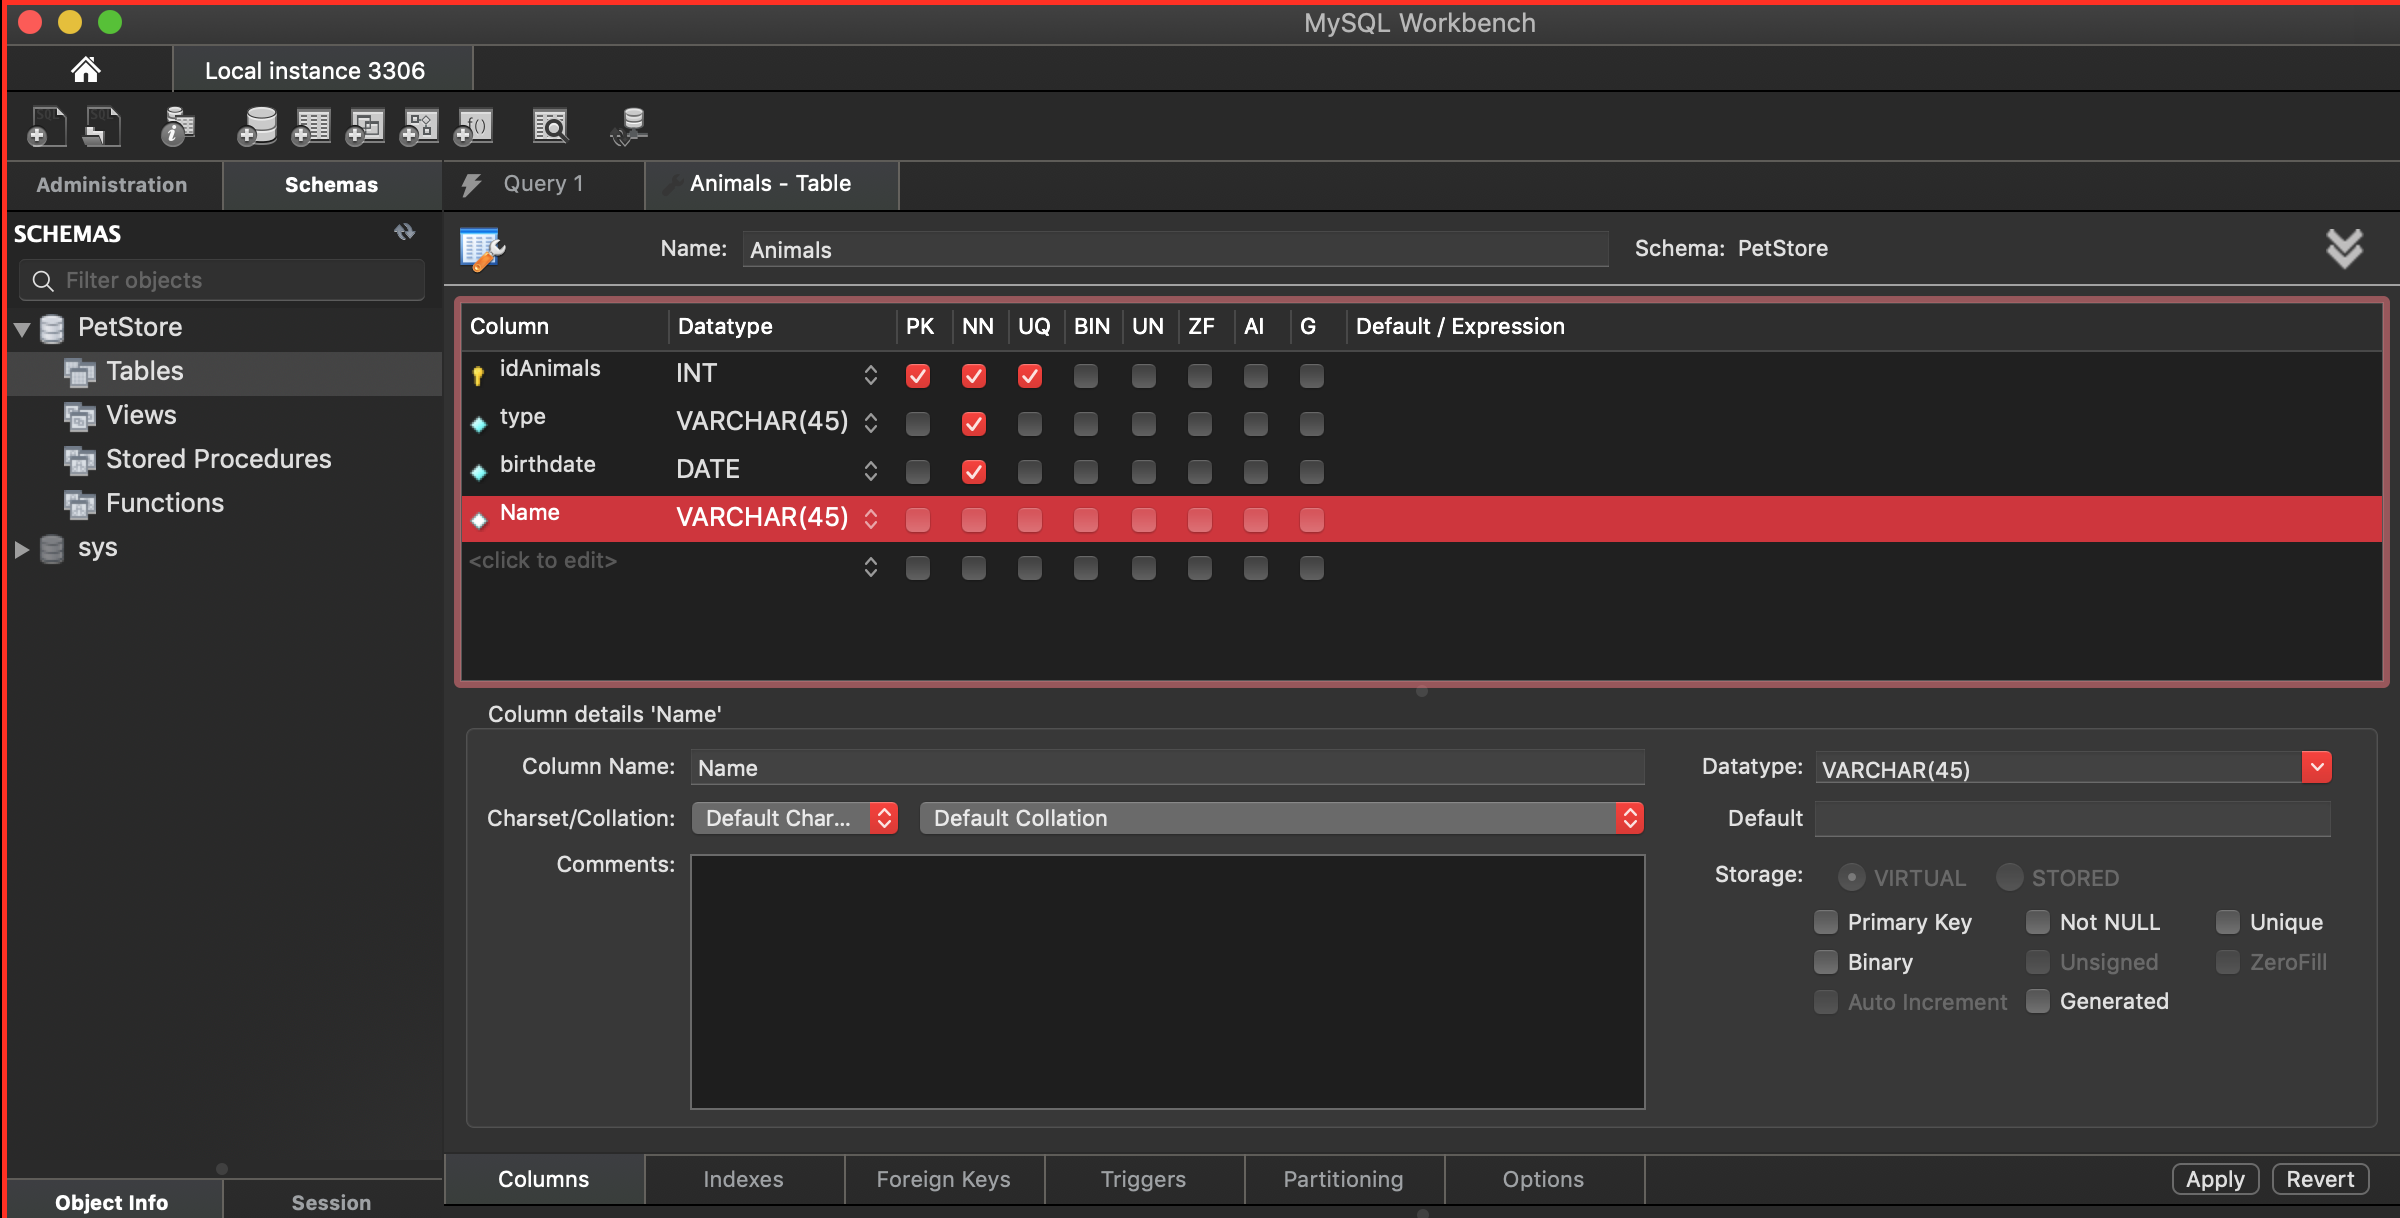 MySQL Workbench
Local instance 3306
Administration
Schemas
Query 1
Animals - Table
SCHEMAS
Filter objects
PetStore
Tables
Views
Stored Procedures
Functions
sys
Name: Animals
Schema: PetStore
Column Datatype PK NN UQ BIN UN ZF AI G Default / Expression
idAnimals INT
type VARCHAR(45)
birthdate DATE
Name VARCHAR(45)
<click to edit>
Column details 'Name'
Column Name: Name
Datatype: VARCHAR(45)
Charset/Collation: Default Char... Default Collation
Default
Comments:
Storage: VIRTUAL STORED
Primary Key Not NULL Unique
Binary Unsigned ZeroFill
Auto Increment Generated
Columns Indexes Foreign Keys Triggers Partitioning Options
Apply Revert
Object Info Session